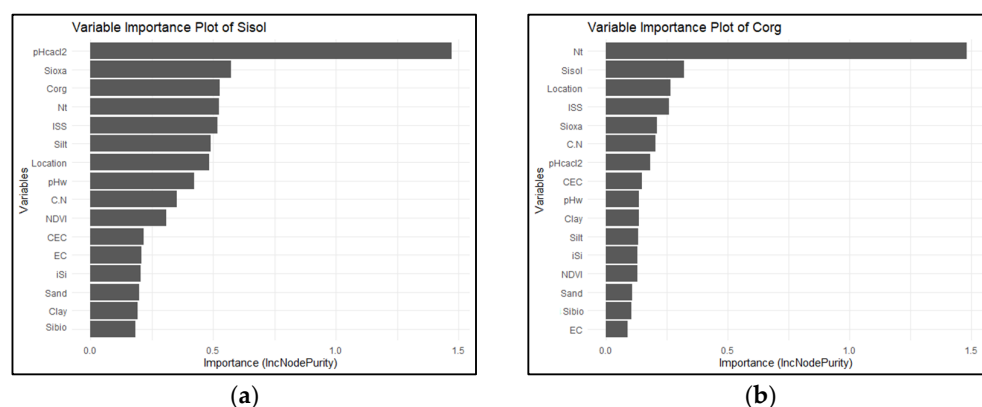 Variable Importance Plot of Sisol
pHcacl2
Sioxa
Corg
Nt
ISS
Silt
Location
pHw
C.N
NDVI
CEC
EC
iSi
Sand
Clay
Sibio
Variables
0.0 0.5 1.0 1.5
Importance (IncNodePurity)
(a)
Variable Importance Plot of Corg
Nt
Sisol
Location
ISS
Sioxa
C.N
pHcacl2
CEC
pHw
Clay
Silt
iSi
NDVI
Sand
Sibio
EC
Variables
0.0 0.5 1.0 1.5
Importance (IncNodePurity)
(b)